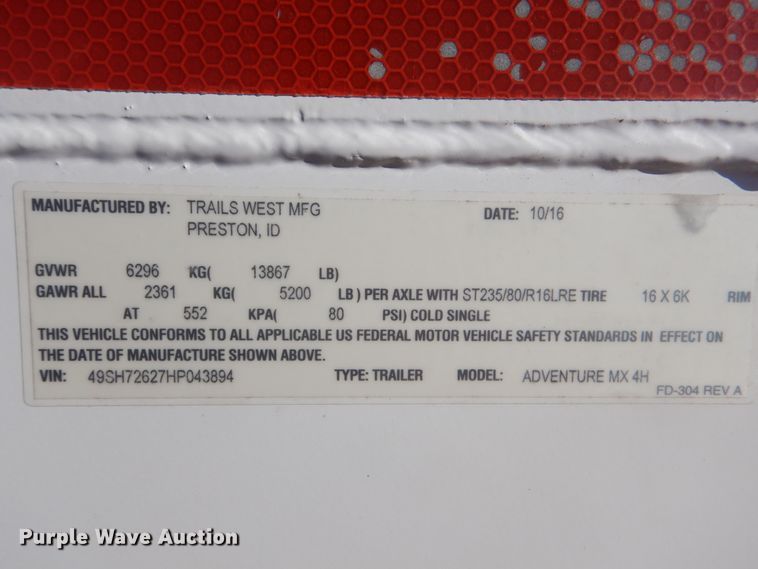 MANUFACTURED BY: TRAILS WEST MFG DATE: 10/16
PRESTON, ID
GVWR 6296 KG( 13867 LB)
GAWR ALL 2361 KG( 5200 LB ) PER AXLE WITH ST235/80/R16LRE TIRE 16 X 6K RIM
AT 552 KPA( 80 PSI) COLD SINGLE
THIS VEHICLE CONFORMS TO ALL APPLICABLE US FEDERAL MOTOR VEHICLE SAFETY STANDARDS IN EFFECT ON
THE DATE OF MANUFACTURE SHOWN ABOVE.
VIN: 49SH72627HP043894 TYPE: TRAILER MODEL: ADVENTURE MX 4H
FD-304 REV A
Purple Wave Auction